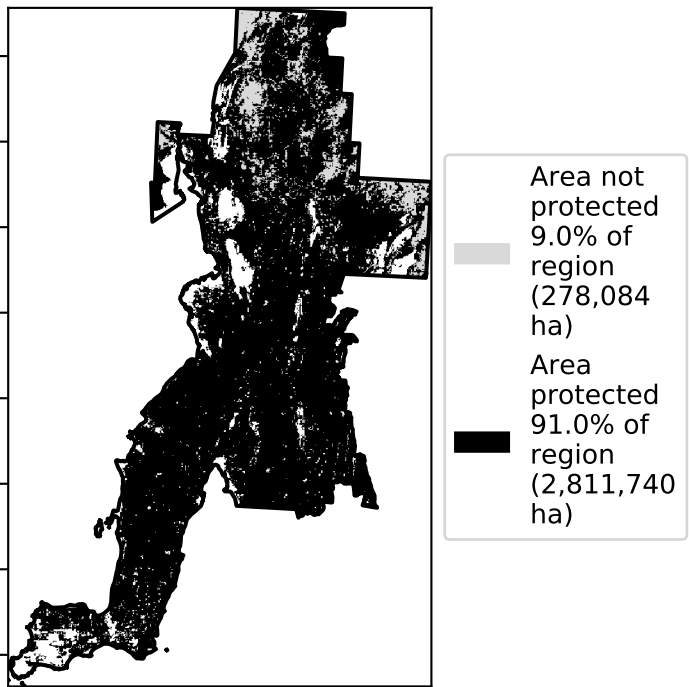 Area not
protected
9.0% of
region
(278,084
ha)
Area
protected
91.0% of
region
(2,811,740
ha)